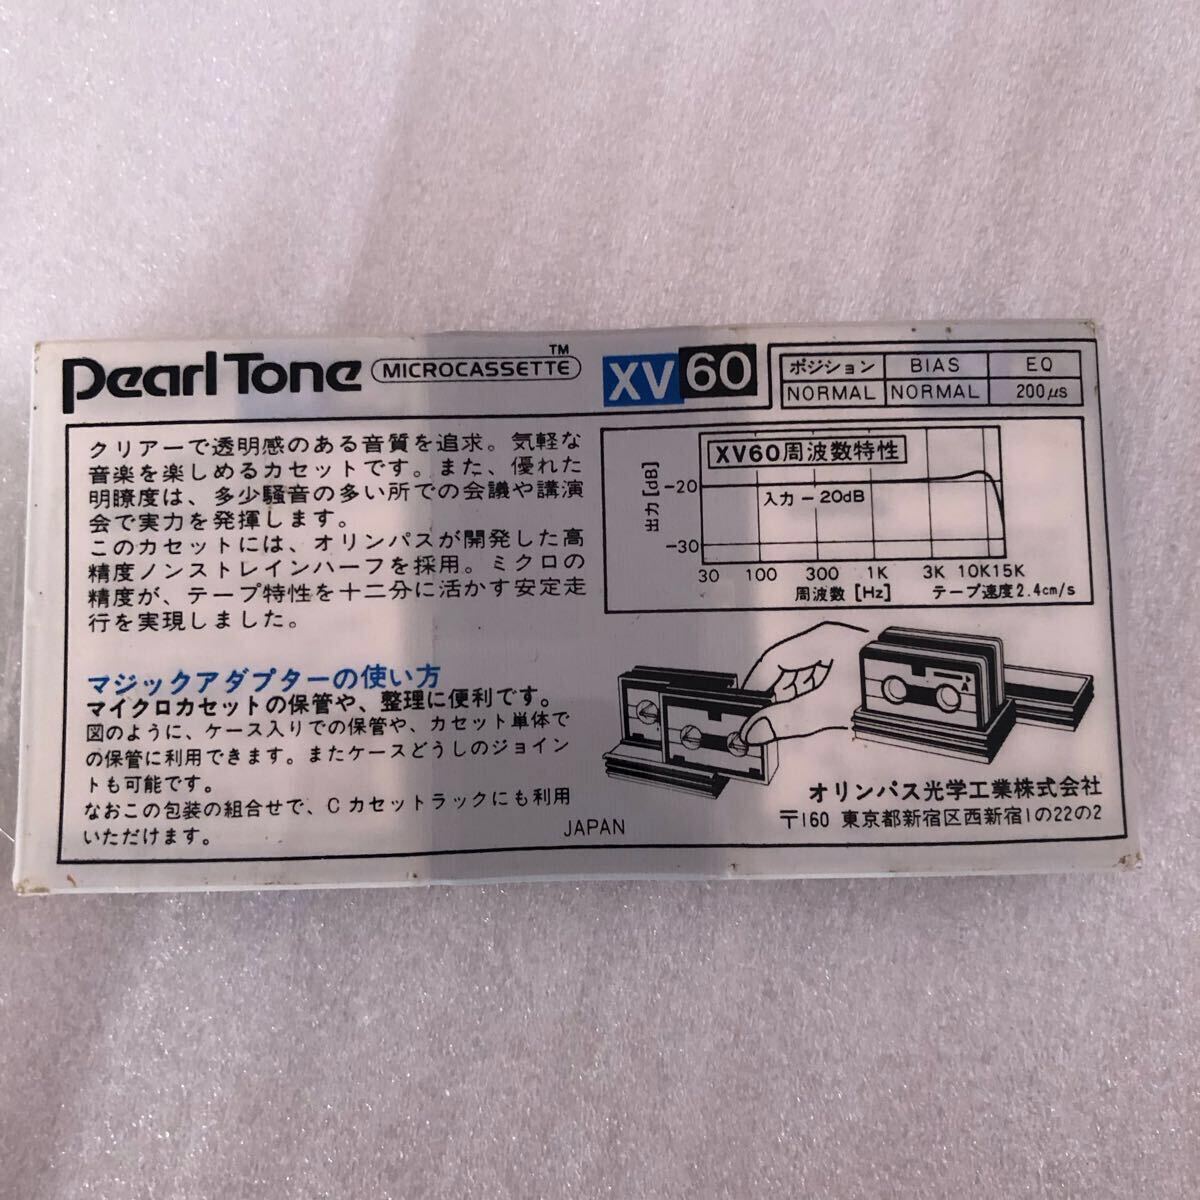 Pearl Tone MICROCASSETTE™ XV 60
ポジション BIAS EQ
NORMAL NORMAL 200μs
クリアーで透明感のある音質を追求。気軽な
音楽を楽しめるカセットです。また、優れた
明瞭度は、多少騒音の多い所での会議や講演
会で実力を発揮します。
このカセットには、オリンパスが開発した高
精度ノンストレインハーフを採用。ミクロの
精度が、テープ特性を十二分に活かす安定走
行を実現しました。
マジックアダプターの使い方
マイクロカセットの保管や、整理に便利です。
図のように、ケース入りでの保管や、カセット単体で
の保管に利用できます。またケースどうしのジョイン
トも可能です。
なおこの包装の組合せで、Cカセットラックにも利用
いただけます。
JAPAN
XV60周波数特性
出力[dB]
-20
入力-20dB
-30
30 100 300 1K 3K 10K 15K
周波数[Hz] テープ速度2.4cm/s
A
オリンパス光学工業株式会社
〒160 東京都新宿区西新宿1の22の2